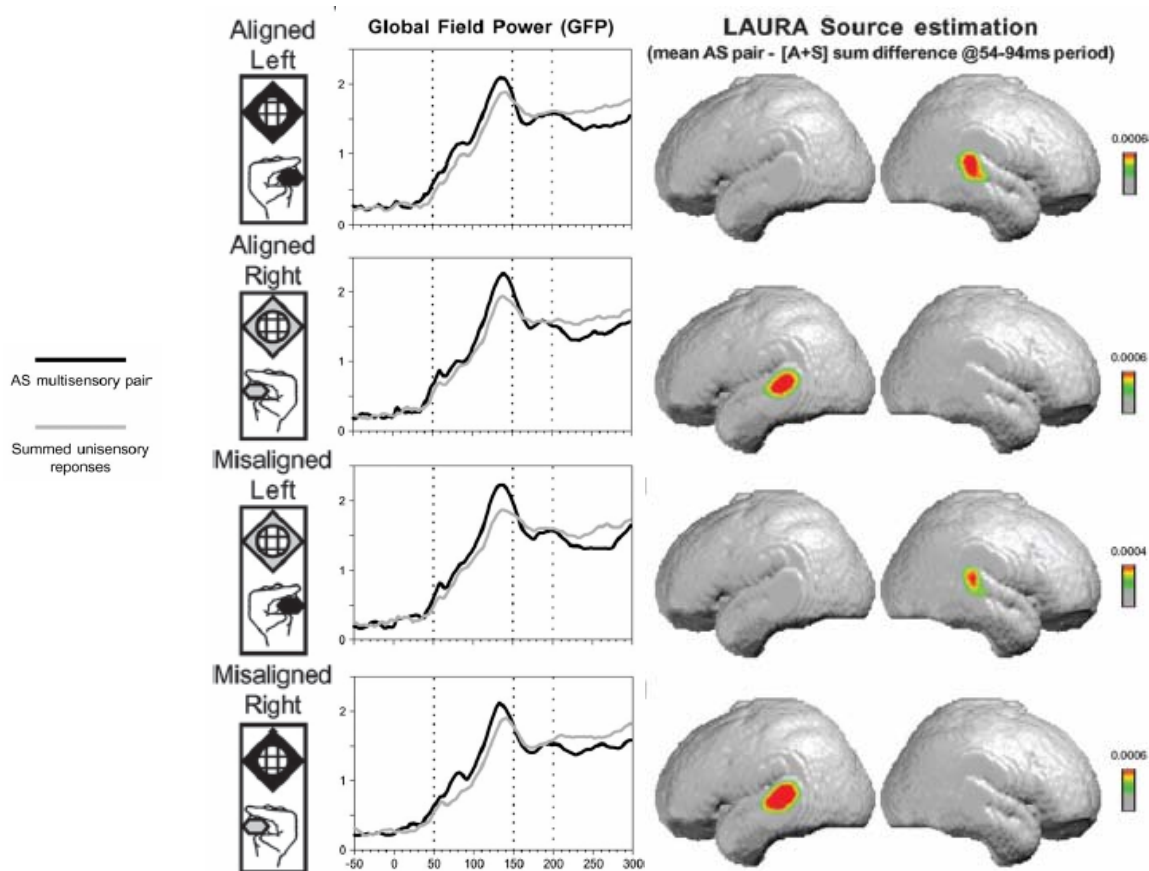 Global Field Power (GFP)
LAURA Source estimation
(mean AS pair - [A+S] sum difference @54-94ms period)
Aligned
Left
2
1
0
0.0006
Aligned
Right
2
1
0
0.0006
AS multisensory pair
Summed unisensory
reponses
Misaligned
Left
2
1
0
0.0004
Misaligned
Right
2
1
0
0.0006
-50 0 50 100 150 200 250 300